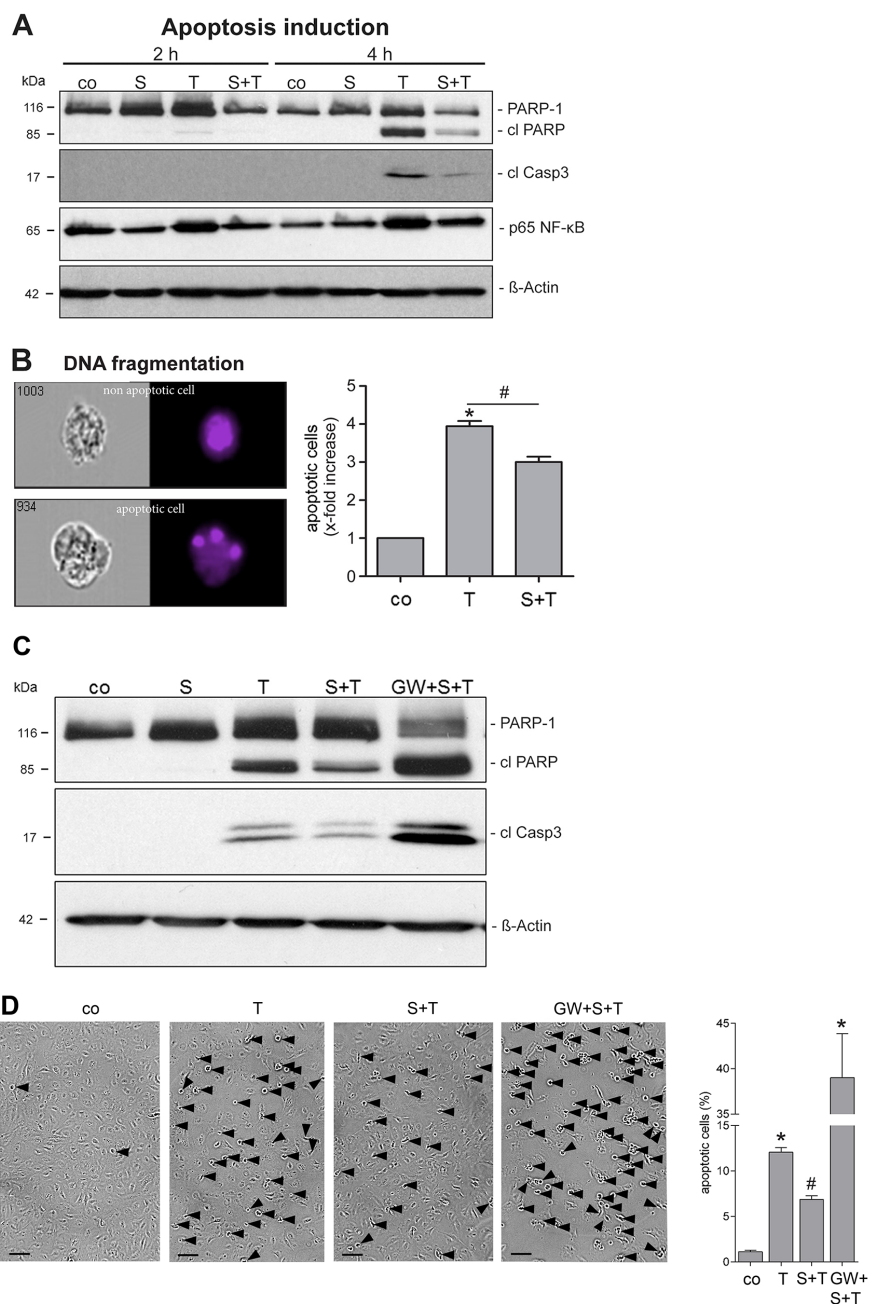 A
Apoptosis induction
2 h 4 h
kDa co S T S+T co S T S+T
116 - PARP-1
85 - cl PARP
17 - cl Casp3
65 - p65 NF-κB
42 - ß-Actin
B
DNA fragmentation
1003 non apoptotic cell
934 apoptotic cell
apoptotic cells
(x-fold increase)
5
4
3
2
1
0
*
#
co T S+T
C
kDa co S T S+T GW+S+T
116 - PARP-1
85 - cl PARP
17 - cl Casp3
42 - ß-Actin
D
co T S+T GW+S+T
apoptotic cells (%)
45
40
35
15
10
5
0
*
#
*
co T S+T GW+
S+T